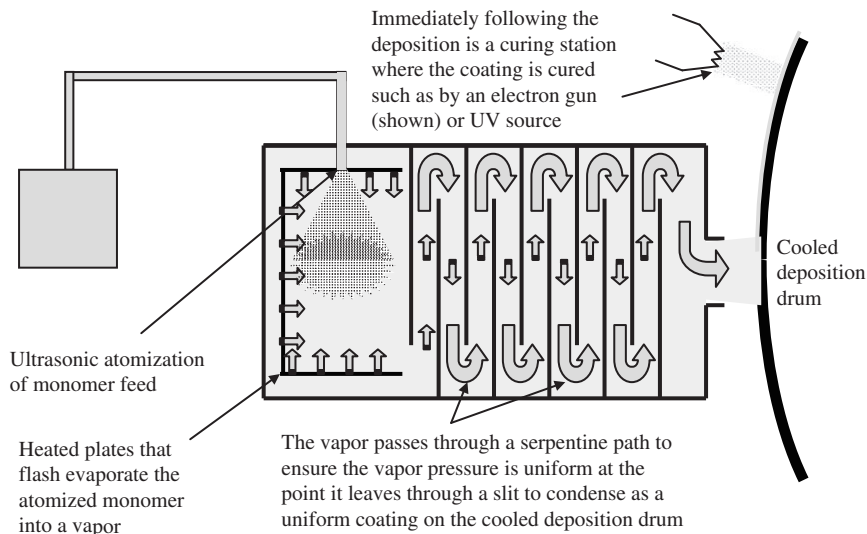 Immediately following the
deposition is a curing station
where the coating is cured
such as by an electron gun
(shown) or UV source
Cooled
deposition
drum
Ultrasonic atomization
of monomer feed
Heated plates that
flash evaporate the
atomized monomer
into a vapor
The vapor passes through a serpentine path to
ensure the vapor pressure is uniform at the
point it leaves through a slit to condense as a
uniform coating on the cooled deposition drum